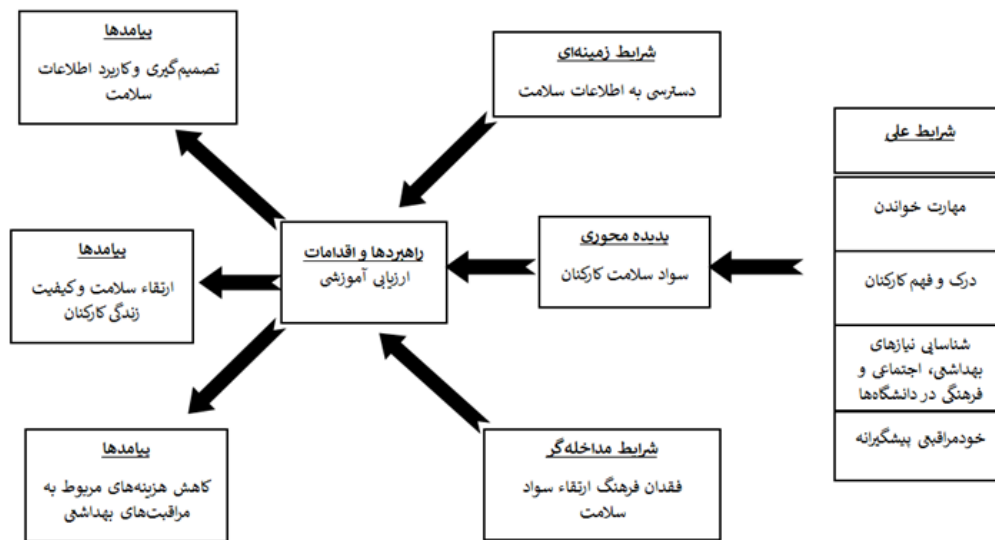 شرایط علی
مهارت خواندن
درک و فهم کارکنان
شناسایی نیازهای
بهداشتی، اجتماعی و
فرهنگی در دانشگاه‌ها
خودمراقبتی پیشگیرانه
شرایط زمینه‌ای
دسترسی به اطلاعات سلامت
پدیده محوری
سواد سلامت کارکنان
شرایط مداخله‌گر
فقدان فرهنگ ارتقاء سواد
سلامت
راهبردها و اقدامات
ارزیابی آموزشی
پیامدها
تصمیم‌گیری و کاربرد اطلاعات
سلامت
پیامدها
ارتقاء سلامت و کیفیت
زندگی کارکنان
پیامدها
کاهش هزینه‌های مربوط به
مراقبت‌های بهداشتی